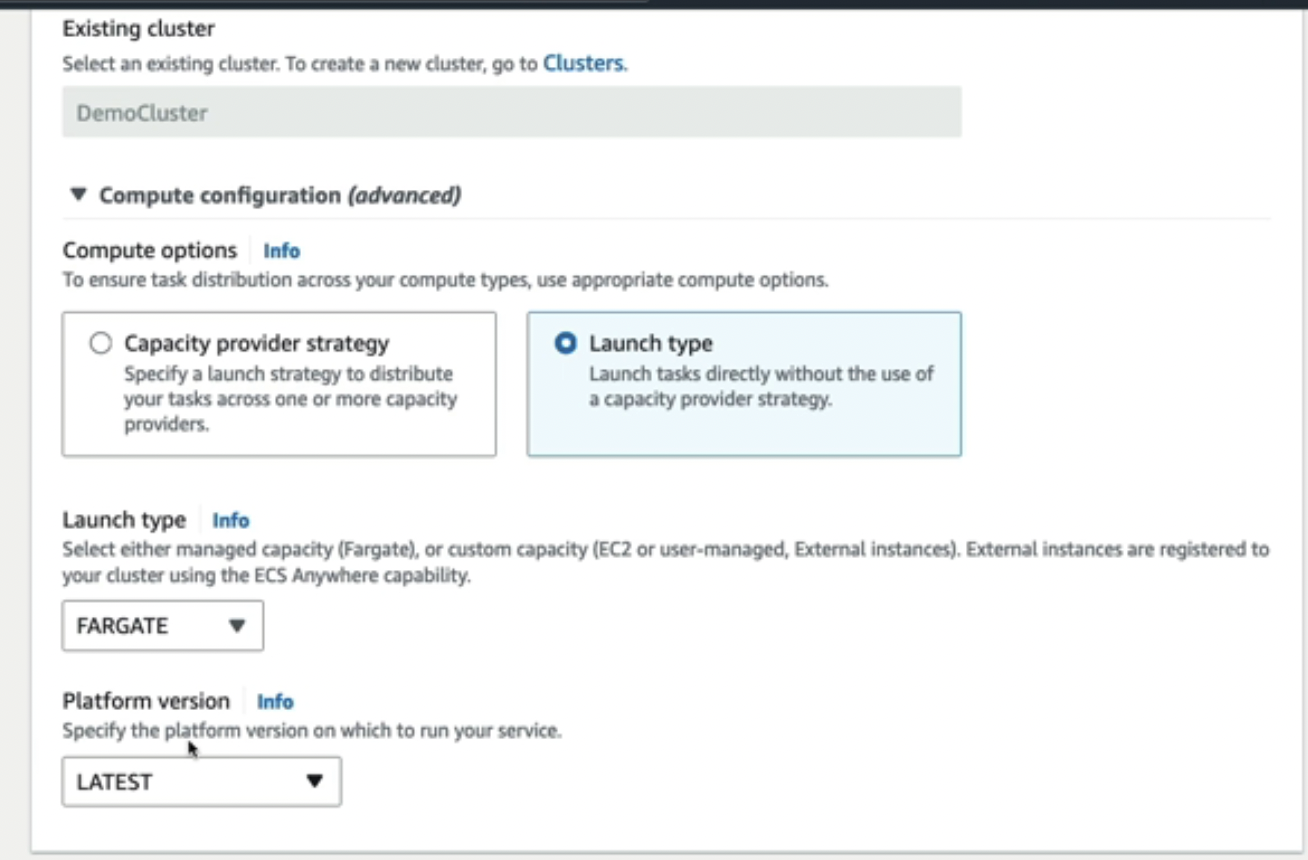 Existing cluster
Select an existing cluster. To create a new cluster, go to Clusters.
DemoCluster
Compute configuration (advanced)
Compute options Info
To ensure task distribution across your compute types, use appropriate compute options.
Capacity provider strategy
Specify a launch strategy to distribute
your tasks across one or more capacity
providers.
Launch type
Launch tasks directly without the use of
a capacity provider strategy.
Launch type Info
Select either managed capacity (Fargate), or custom capacity (EC2 or user-managed, External instances). External instances are registered to
your cluster using the ECS Anywhere capability.
FARGATE
Platform version Info
Specify the platform version on which to run your service.
LATEST